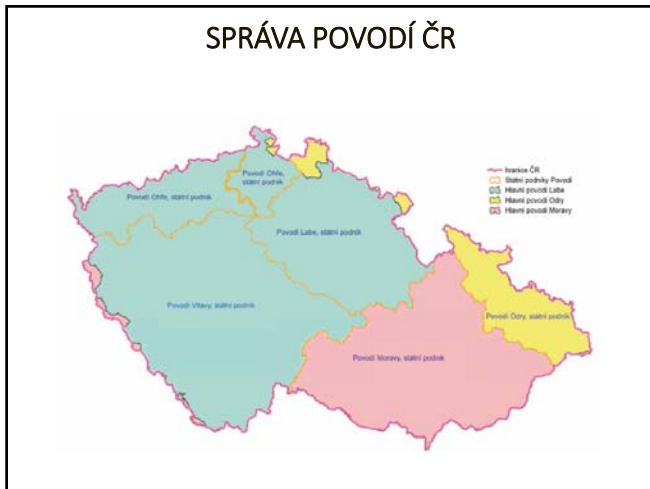 SPRÁVA POVODÍ ČR
hranice ČR
Státní podniky Povodí
Hlavní povodí Labe
Hlavní povodí Odry
Hlavní povodí Moravy
Povodí Ohře,
státní podnik
Povodí Ohře, státní podnik
Povodí Labe, státní podnik
Povodí Vltavy, státní podnik
Povodí Odry, státní podnik
Povodí Moravy, státní podnik